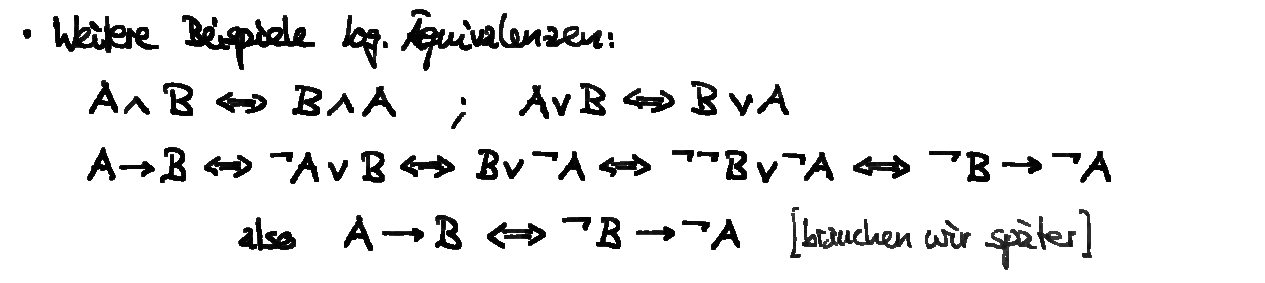 • Weitere Beispiele log. Äquivalenzen:
A ∧ B ⇔ B ∧ A ; A ∨ B ⇔ B ∨ A
A → B ⇔ ¬A ∨ B ⇔ B ∨ ¬A ⇔ ¬¬B ∨ ¬A ⇔ ¬B → ¬A
also A → B ⇔ ¬B → ¬A [brauchen wir später]